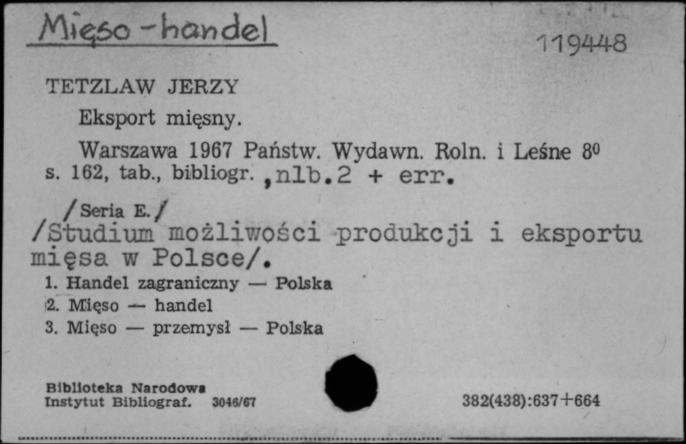 Mięso - handel
119448
TETZLAW JERZY
Eksport mięsny.
Warszawa 1967 Państw. Wydawn. Roln. i Leśne 8⁰
s. 162, tab., bibliogr. ,nlb.2 + err.
/Seria E./
/Studium możliwości produkcji i eksportu
mięsa w Polsce/.
1. Handel zagraniczny — Polska
2. Mięso — handel
3. Mięso — przemysł — Polska
Biblioteka Narodowa
Instytut Bibliograf. 3046/67 382(438):637+664